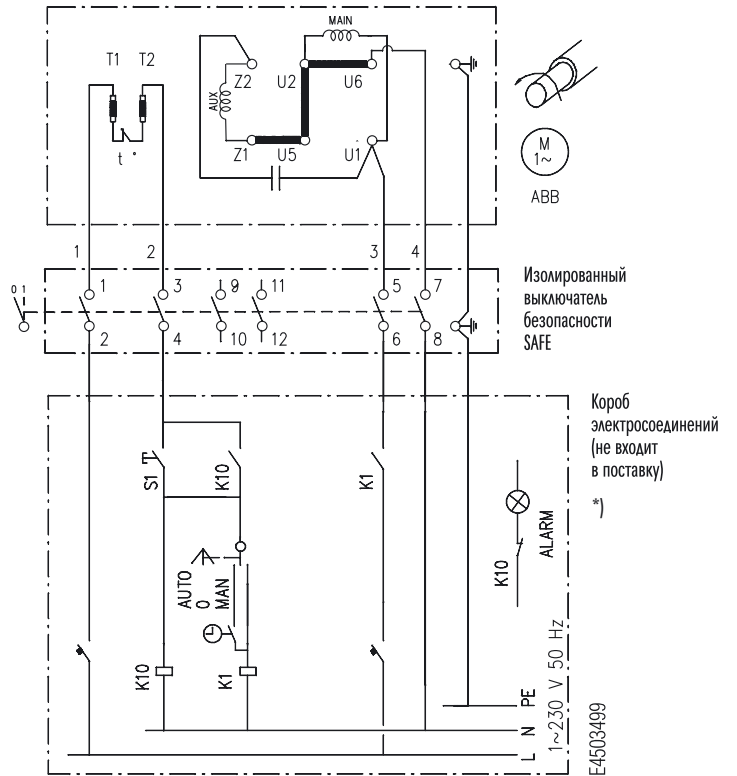 MAIN
T1 T2
Z2 U2 U6
AUX
t°
Z1 U5 U1
M
1~
ABB
1 2 3 4
0 1
1 3 9 11 5 7
2 4 10 12 6 8
Изолированный
выключатель
безопасности
SAFE
Короб
электросоединений
(не входит
в поставку)
*)
S1
K10
K1
ALARM
K10
AUTO
O
MAN
K10
K1
PE
N
L
1~230 V 50 Hz
E4503499